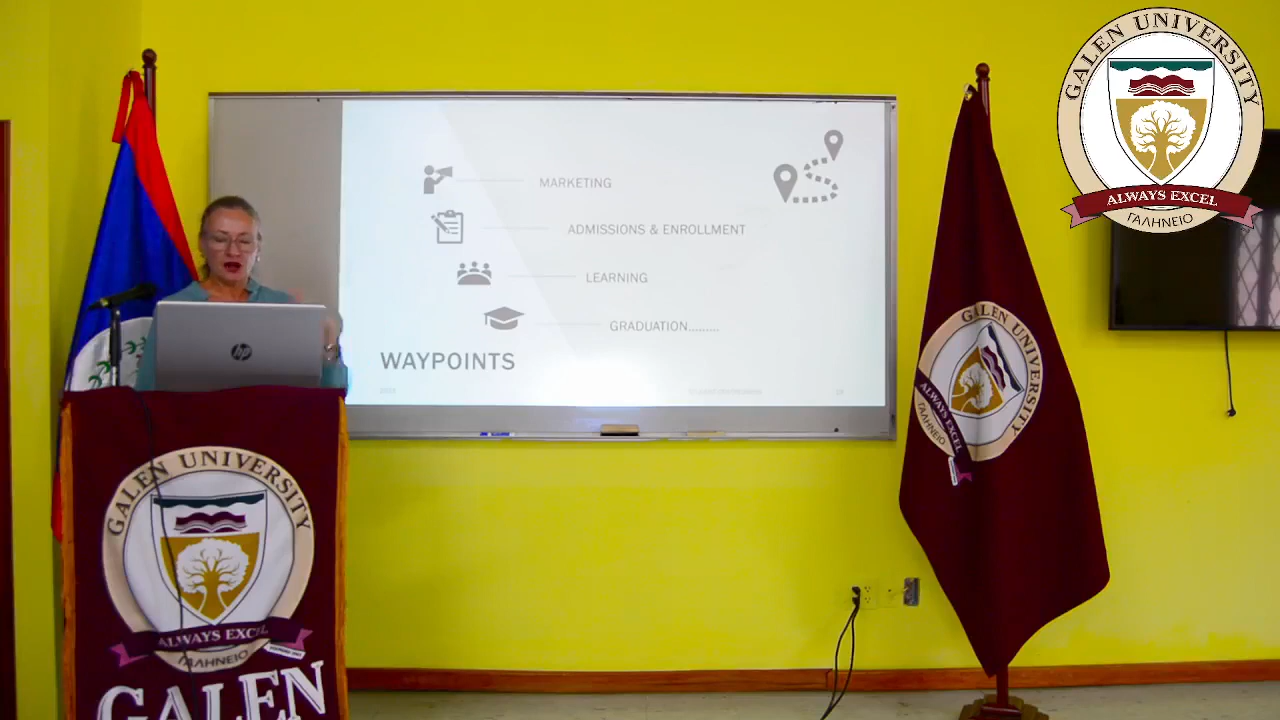 GALEN UNIVERSITY
ALWAYS EXCEL
ΓΑΛΗΝΕΙΟ
MARKETING
ADMISSIONS & ENROLLMENT
LEARNING
GRADUATION.........
WAYPOINTS
hp
GALEN UNIVERSITY
ALWAYS EXCEL
ΓΑΛΗΝΕΙΟ
GALEN UNIVERSITY
ALWAYS EXCEL
ΓΑΛΗΝΕΙΟ
GALEN